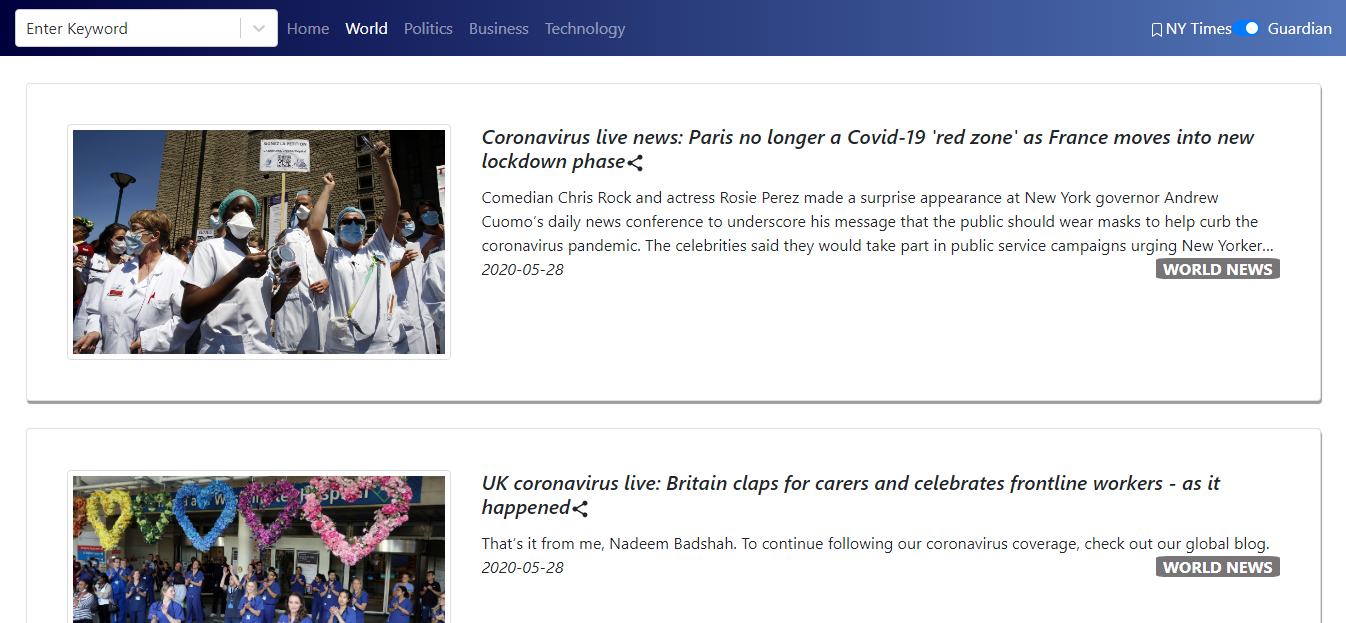 Enter Keyword
Home World Politics Business Technology
NY Times Guardian
SIGNEZ LA PETITION
Coronavirus live news: Paris no longer a Covid-19 'red zone' as France moves into new
lockdown phase
Comedian Chris Rock and actress Rosie Perez made a surprise appearance at New York governor Andrew
Cuomo’s daily news conference to underscore his message that the public should wear masks to help curb the
coronavirus pandemic. The celebrities said they would take part in public service campaigns urging New Yorker...
2020-05-28
WORLD NEWS
UK coronavirus live: Britain claps for carers and celebrates frontline workers - as it
happened
That’s it from me, Nadeem Badshah. To continue following our coronavirus coverage, check out our global blog.
2020-05-28
WORLD NEWS